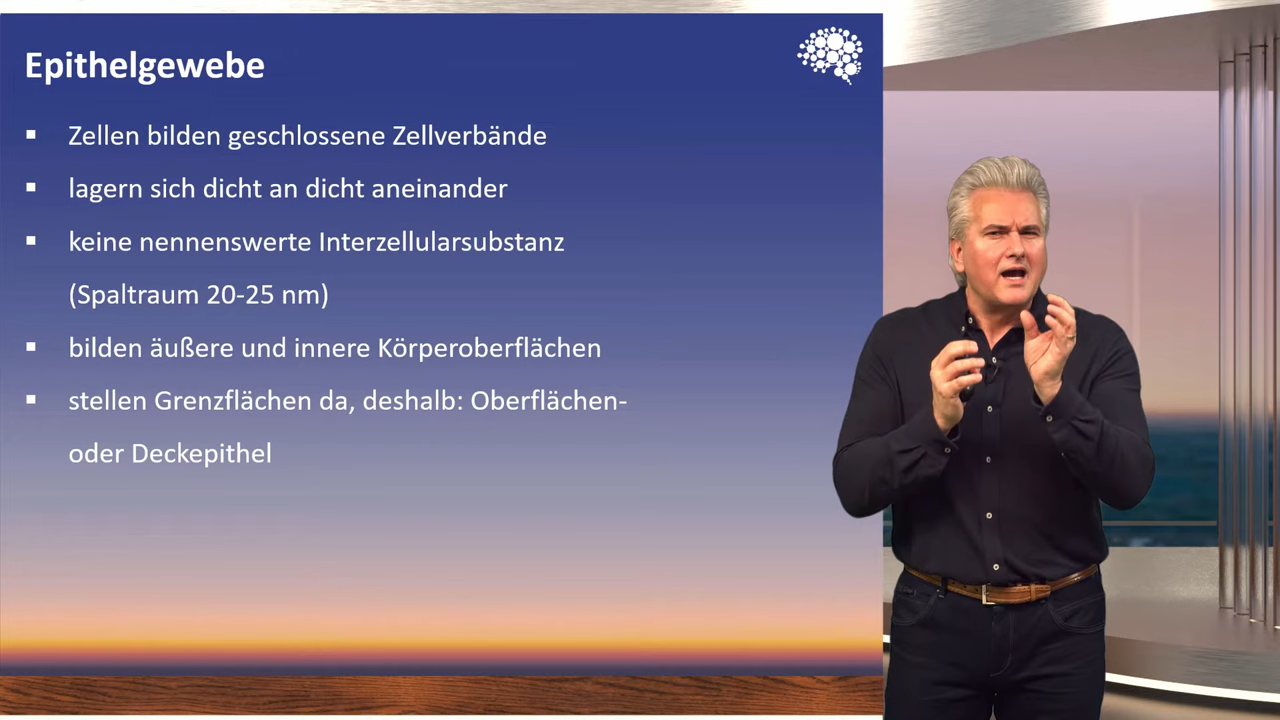 Epithelgewebe
▪ Zellen bilden geschlossene Zellverbände
▪ lagern sich dicht an dicht aneinander
▪ keine nennenswerte Interzellularsubstanz
(Spaltraum 20-25 nm)
▪ bilden äußere und innere Körperoberflächen
▪ stellen Grenzflächen da, deshalb: Oberflächen-
oder Deckepithel